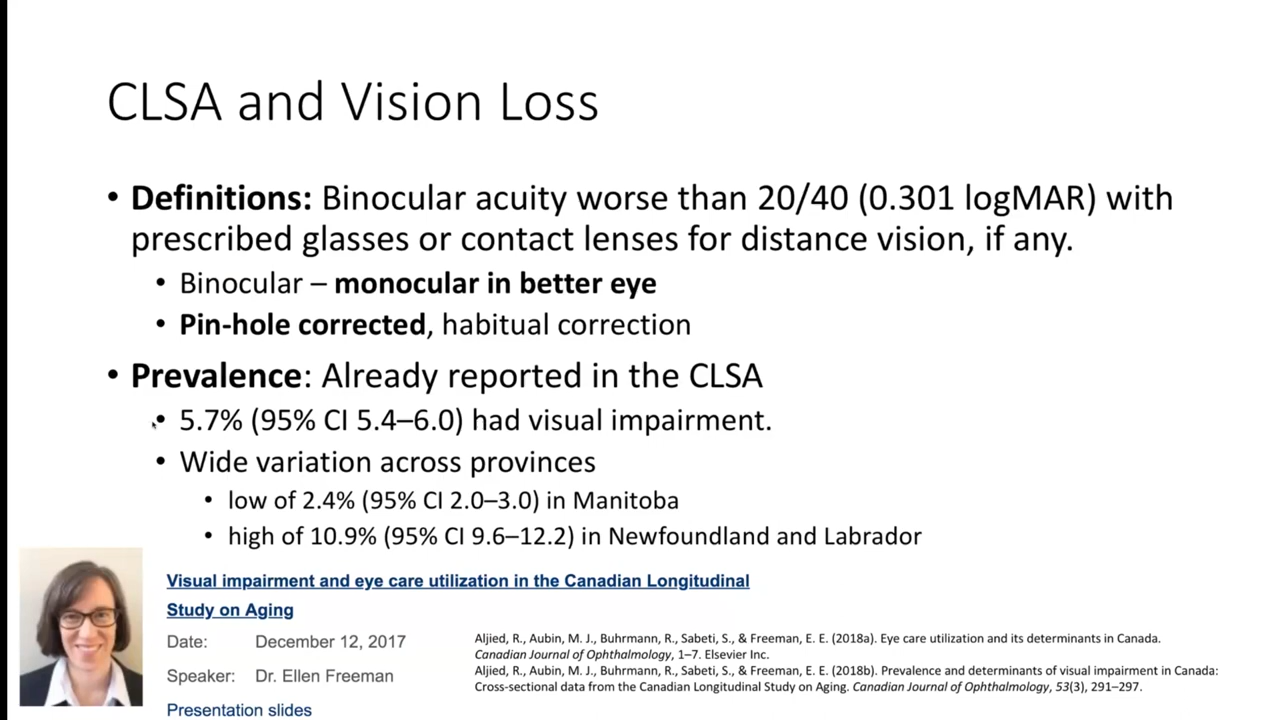 CLSA and Vision Loss
• Definitions: Binocular acuity worse than 20/40 (0.301 logMAR) with
prescribed glasses or contact lenses for distance vision, if any.
• Binocular – monocular in better eye
• Pin-hole corrected, habitual correction
• Prevalence: Already reported in the CLSA
• 5.7% (95% CI 5.4–6.0) had visual impairment.
• Wide variation across provinces
• low of 2.4% (95% CI 2.0–3.0) in Manitoba
• high of 10.9% (95% CI 9.6–12.2) in Newfoundland and Labrador
Visual impairment and eye care utilization in the Canadian Longitudinal
Study on Aging
Date: December 12, 2017
Speaker: Dr. Ellen Freeman
Presentation slides
Aljied, R., Aubin, M. J., Buhrmann, R., Sabeti, S., & Freeman, E. E. (2018a). Eye care utilization and its determinants in Canada.
Canadian Journal of Ophthalmology, 1–7. Elsevier Inc.
Aljied, R., Aubin, M. J., Buhrmann, R., Sabeti, S., & Freeman, E. E. (2018b). Prevalence and determinants of visual impairment in Canada:
Cross-sectional data from the Canadian Longitudinal Study on Aging. Canadian Journal of Ophthalmology, 53(3), 291–297.